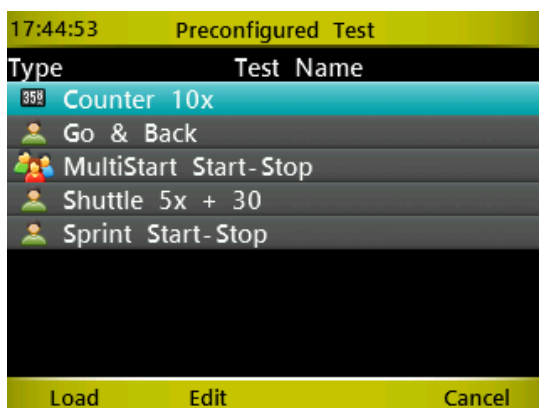 17:44:53 Preconfigured Test
Type Test Name
Counter 10x
Go & Back
MultiStart Start-Stop
Shuttle 5x + 30
Sprint Start-Stop
Load Edit Cancel